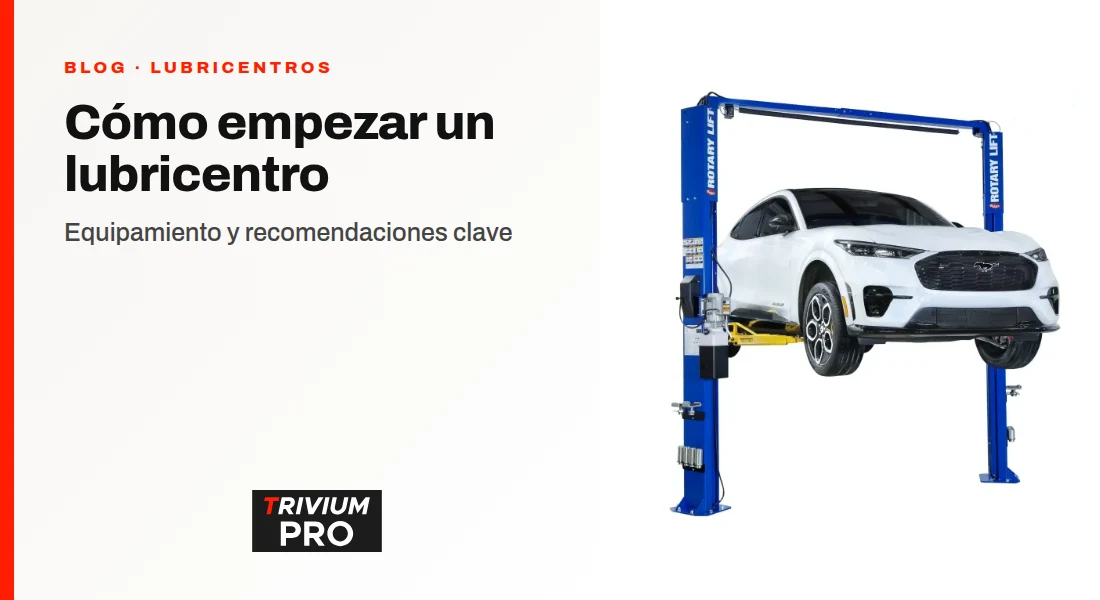 BLOG · LUBRICENTROS
Cómo empezar un
lubricentro
Equipamiento y recomendaciones clave
TRIVIUM
PRO
ROTARY LIFT
ROTARY LIFT